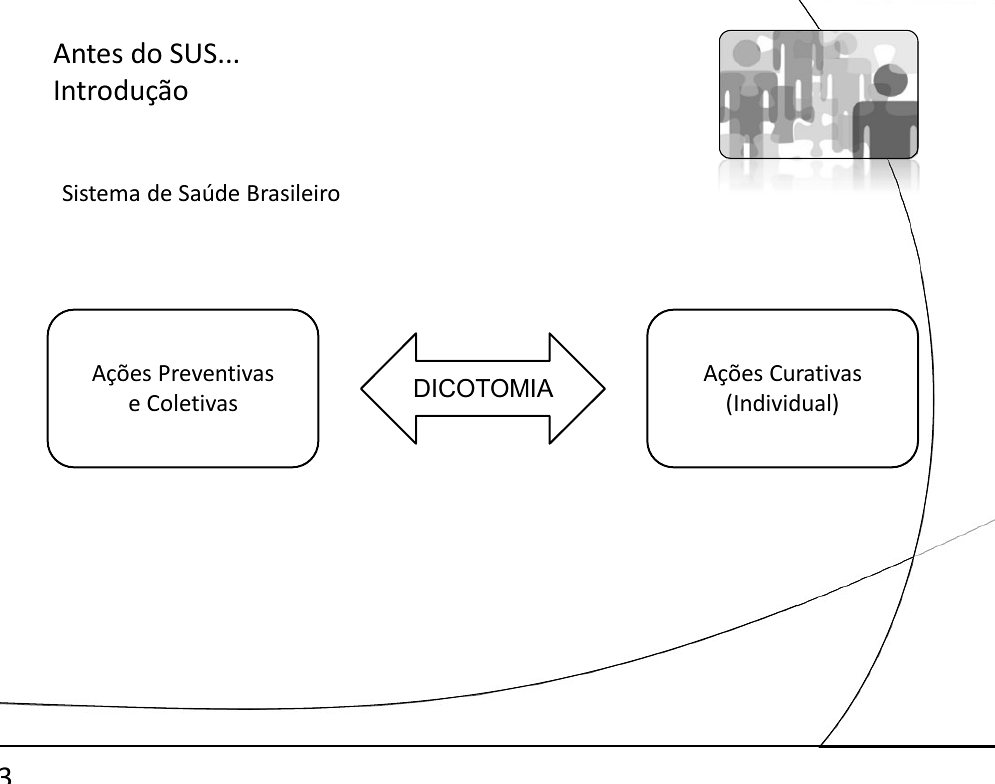 Antes do SUS...
Introdução
Sistema de Saúde Brasileiro
Ações Preventivas
e Coletivas
DICOTOMIA
Ações Curativas
(Individual)
3